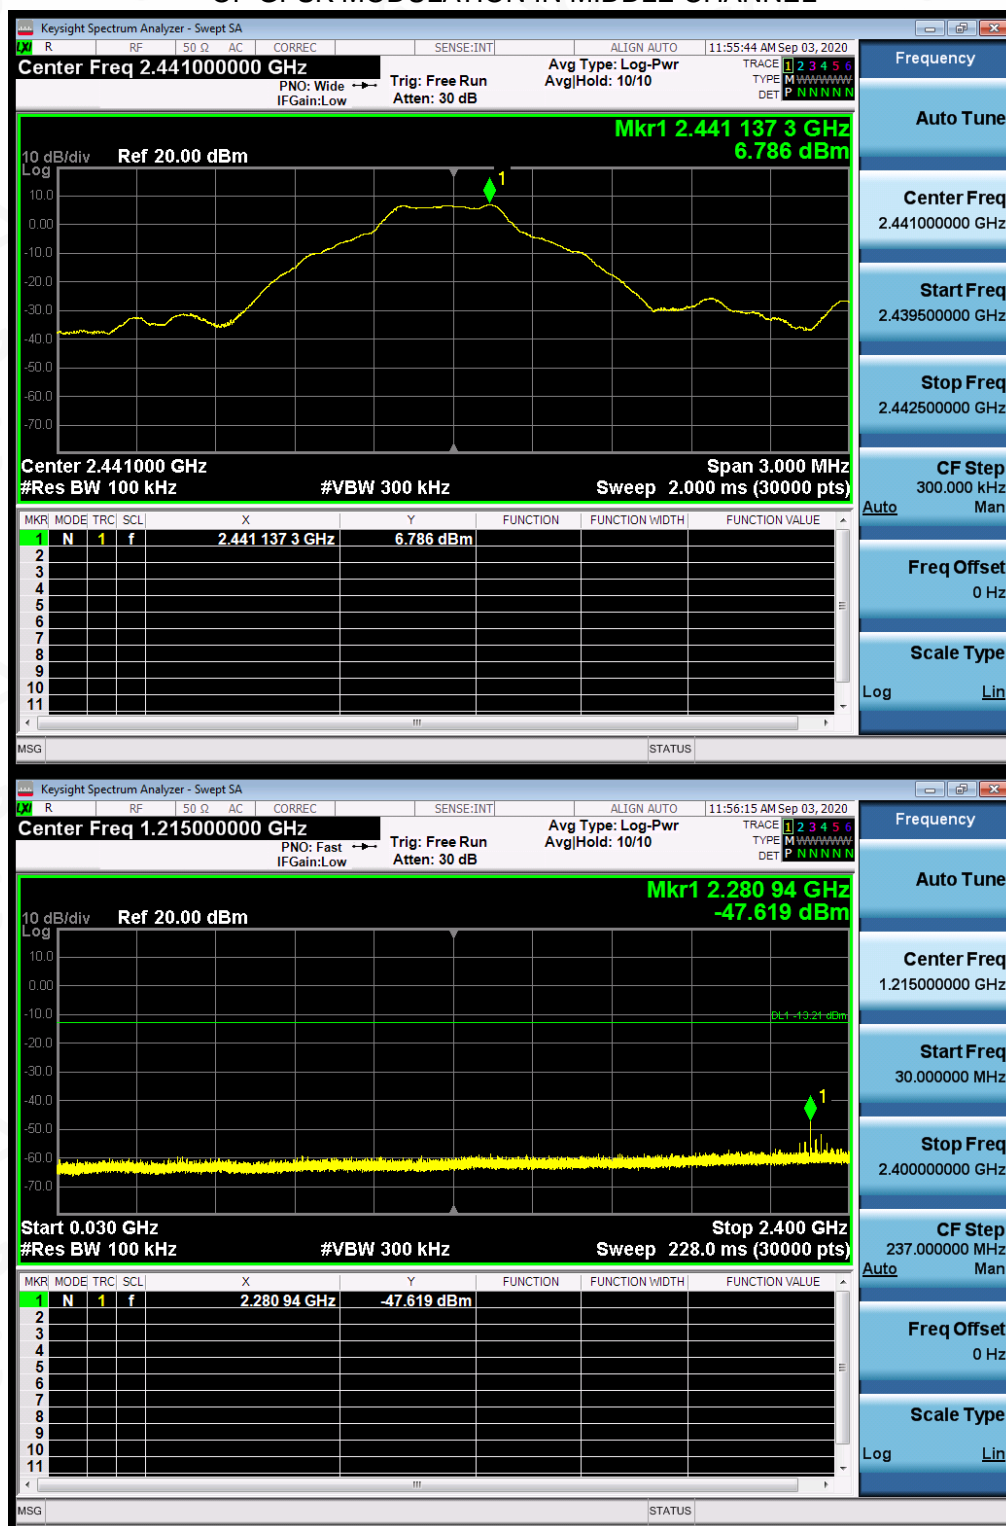 OF GFSK MODULATION IN MIDDLE CHANNEL
Keysight Spectrum Analyzer - Swept SA
LXI R RF 50 Ω AC CORREC SENSE:INT ALIGN AUTO 11:55:44 AM Sep 03, 2020
Center Freq 2.441000000 GHz
PNO: Wide
IFGain:Low
Trig: Free Run
Atten: 30 dB
Avg Type: Log-Pwr
Avg|Hold: 10/10
TRACE 1 2 3 4 5 6
TYPE M WWWWW
DET P N N N N N
Mkr1 2.441 137 3 GHz
6.786 dBm
10 dB/div Ref 20.00 dBm
Log
1
10.0
0.00
-10.0
-20.0
-30.0
-40.0
-50.0
-60.0
-70.0
Center 2.441000 GHz Span 3.000 MHz
#Res BW 100 kHz #VBW 300 kHz Sweep 2.000 ms (30000 pts)
MKR MODE TRC SCL X Y FUNCTION FUNCTION WIDTH FUNCTION VALUE
1 N 1 f 2.441 137 3 GHz 6.786 dBm
2
3
4
5
6
7
8
9
10
11
MSG STATUS
Frequency
Auto Tune
Center Freq
2.441000000 GHz
Start Freq
2.439500000 GHz
Stop Freq
2.442500000 GHz
CF Step
300.000 kHz
Auto Man
Freq Offset
0 Hz
Scale Type
Log Lin
Keysight Spectrum Analyzer - Swept SA
LXI R RF 50 Ω AC CORREC SENSE:INT ALIGN AUTO 11:56:15 AM Sep 03, 2020
Center Freq 1.215000000 GHz
PNO: Fast
IFGain:Low
Trig: Free Run
Atten: 30 dB
Avg Type: Log-Pwr
Avg|Hold: 10/10
TRACE 1 2 3 4 5 6
TYPE M WWWWW
DET P N N N N N
Mkr1 2.280 94 GHz
-47.619 dBm
10 dB/div Ref 20.00 dBm
Log
10.0
0.00
-10.0
DL1 -13.21 dBm
-20.0
-30.0
-40.0
1
-50.0
-60.0
-70.0
Start 0.030 GHz Stop 2.400 GHz
#Res BW 100 kHz #VBW 300 kHz Sweep 228.0 ms (30000 pts)
MKR MODE TRC SCL X Y FUNCTION FUNCTION WIDTH FUNCTION VALUE
1 N 1 f 2.280 94 GHz -47.619 dBm
2
3
4
5
6
7
8
9
10
11
MSG STATUS
Frequency
Auto Tune
Center Freq
1.215000000 GHz
Start Freq
30.000000 MHz
Stop Freq
2.400000000 GHz
CF Step
237.000000 MHz
Auto Man
Freq Offset
0 Hz
Scale Type
Log Lin